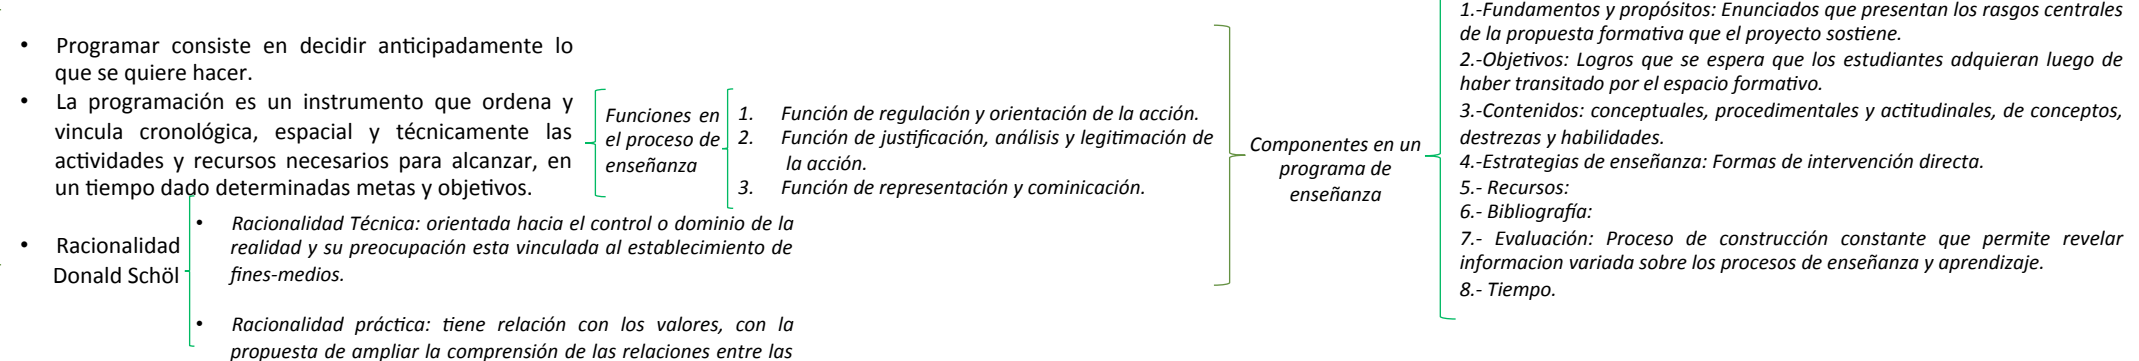 • Programar consiste en decidir anticipadamente lo
que se quiere hacer.
• La programación es un instrumento que ordena y
vincula cronológica, espacial y técnicamente las
actividades y recursos necesarios para alcanzar, en
un tiempo dado determinadas metas y objetivos.
• Racionalidad
Donald Schöl
• Racionalidad Técnica: orientada hacia el control o dominio de la
realidad y su preocupación esta vinculada al establecimiento de
fines-medios.
• Racionalidad práctica: tiene relación con los valores, con la
propuesta de ampliar la comprensión de las relaciones entre las
Funciones en
el proceso de
enseñanza
1. Función de regulación y orientación de la acción.
2. Función de justificación, análisis y legitimación de
la acción.
3. Función de representación y cominicación.
Componentes en un
programa de
enseñanza
1.-Fundamentos y propósitos: Enunciados que presentan los rasgos centrales
de la propuesta formativa que el proyecto sostiene.
2.-Objetivos: Logros que se espera que los estudiantes adquieran luego de
haber transitado por el espacio formativo.
3.-Contenidos: conceptuales, procedimentales y actitudinales, de conceptos,
destrezas y habilidades.
4.-Estrategias de enseñanza: Formas de intervención directa.
5.- Recursos:
6.- Bibliografía:
7.- Evaluación: Proceso de construcción constante que permite revelar
informacion variada sobre los procesos de enseñanza y aprendizaje.
8.- Tiempo.